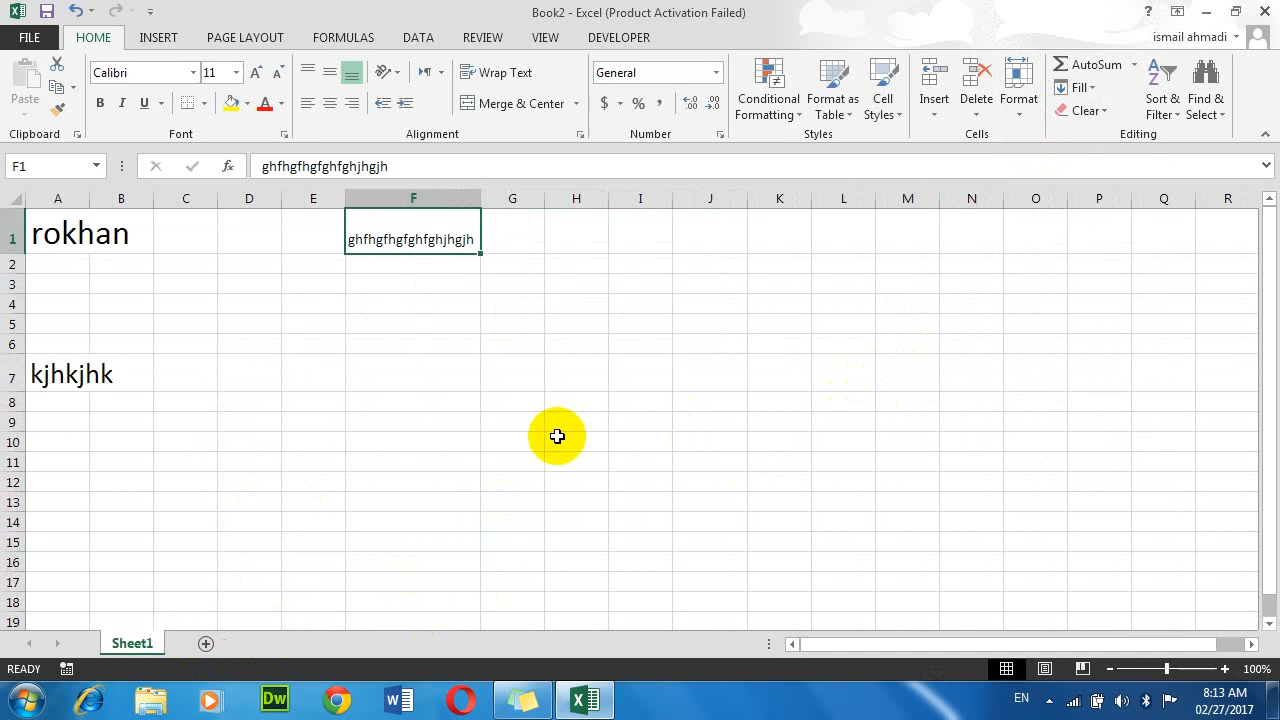 Book2 - Excel (Product Activation Failed)
FILE HOME INSERT PAGE LAYOUT FORMULAS DATA REVIEW VIEW DEVELOPER ismail ahmadi
Paste Calibri 11 Wrap Text General Conditional Formatting Format as Table Cell Styles Insert Delete Format AutoSum
B I U Merge & Center $ % , Fill
Clear Sort & Filter Find & Select
Clipboard Font Alignment Number Styles Cells Editing
F1 fx ghfhgfhgfghfghjhgjh
A B C D E F G H I J K L M N O P Q R
1 rokhan ghfhgfhgfghfghjhgjh
2
3
4
5
6
7 kjhkjhk
8
9
10
11
12
13
14
15
16
17
18
19
Sheet1
READY 100%
Dw EN 8:13 AM
02/27/2017